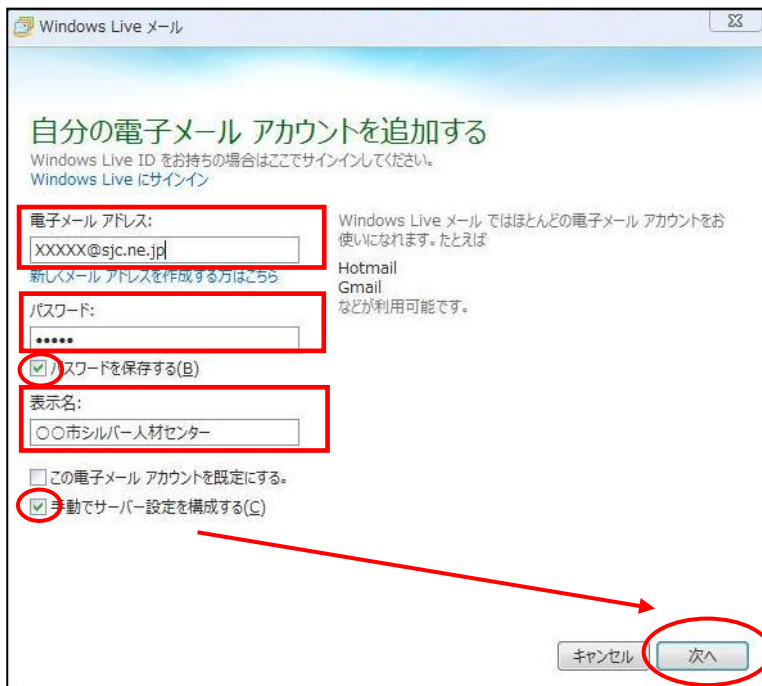 Windows Live メール
自分の電子メール アカウントを追加する
Windows Live ID をお持ちの場合はここでサインインしてください。
Windows Live にサインイン
電子メール アドレス:
XXXXX@sjc.ne.jp
新しくメール アドレスを作成する方はこちら
パスワード:
•••••
パスワードを保存する(B)
表示名:
○○市シルバー人材センター
この電子メール アカウントを既定にする。
手動でサーバー設定を構成する(C)
Windows Live メール ではほとんどの電子メール アカウントをお
使いになれます。たとえば
Hotmail
Gmail
などが利用可能です。
キャンセル
次へ